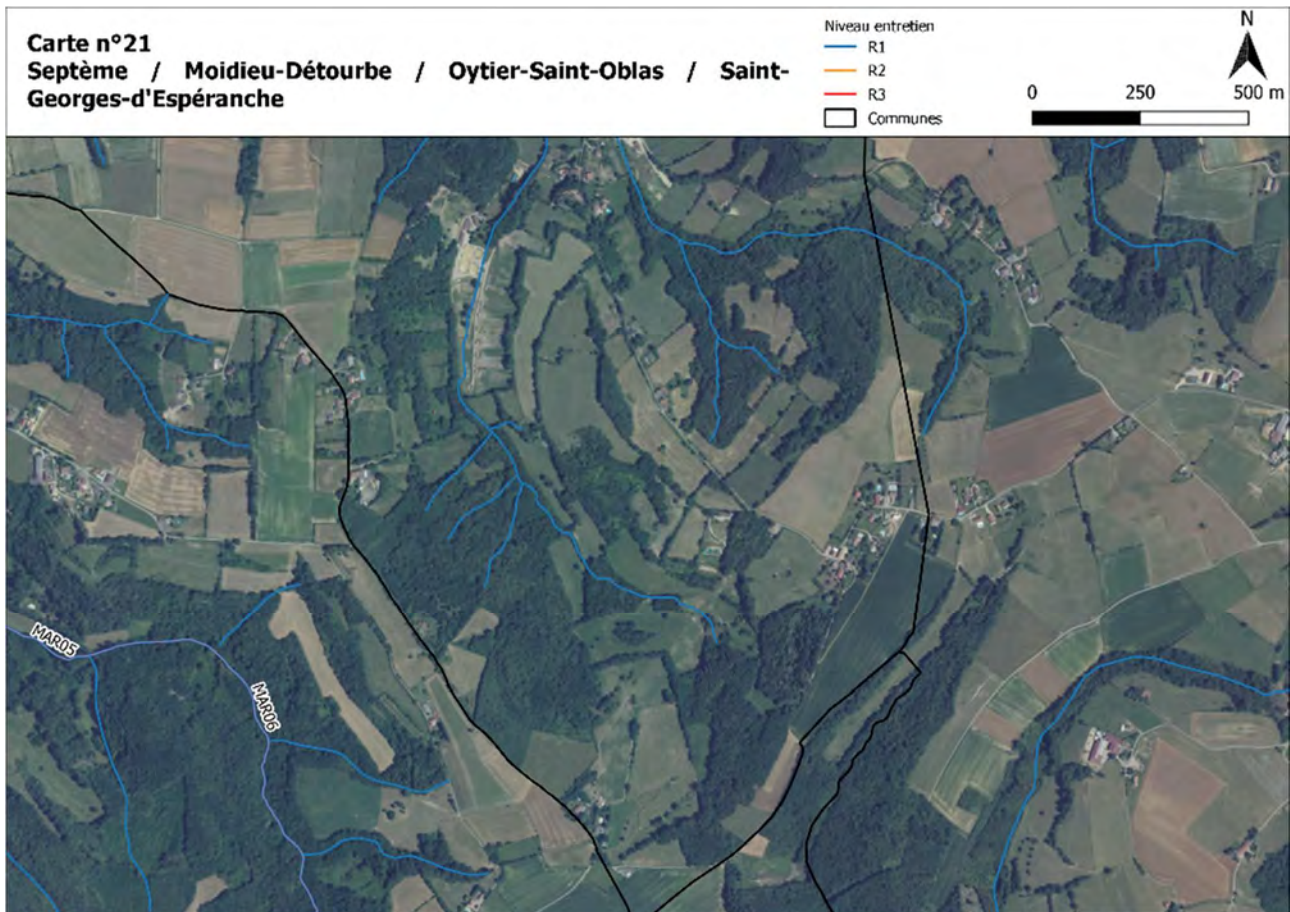 Carte n°21
Septème / Moidieu-Détourbe / Oytier-Saint-Oblas / Saint-
Georges-d'Espéranche
Niveau entretien
R1
R2
R3
Communes
N
0 250 500 m
MAR05
MAR06